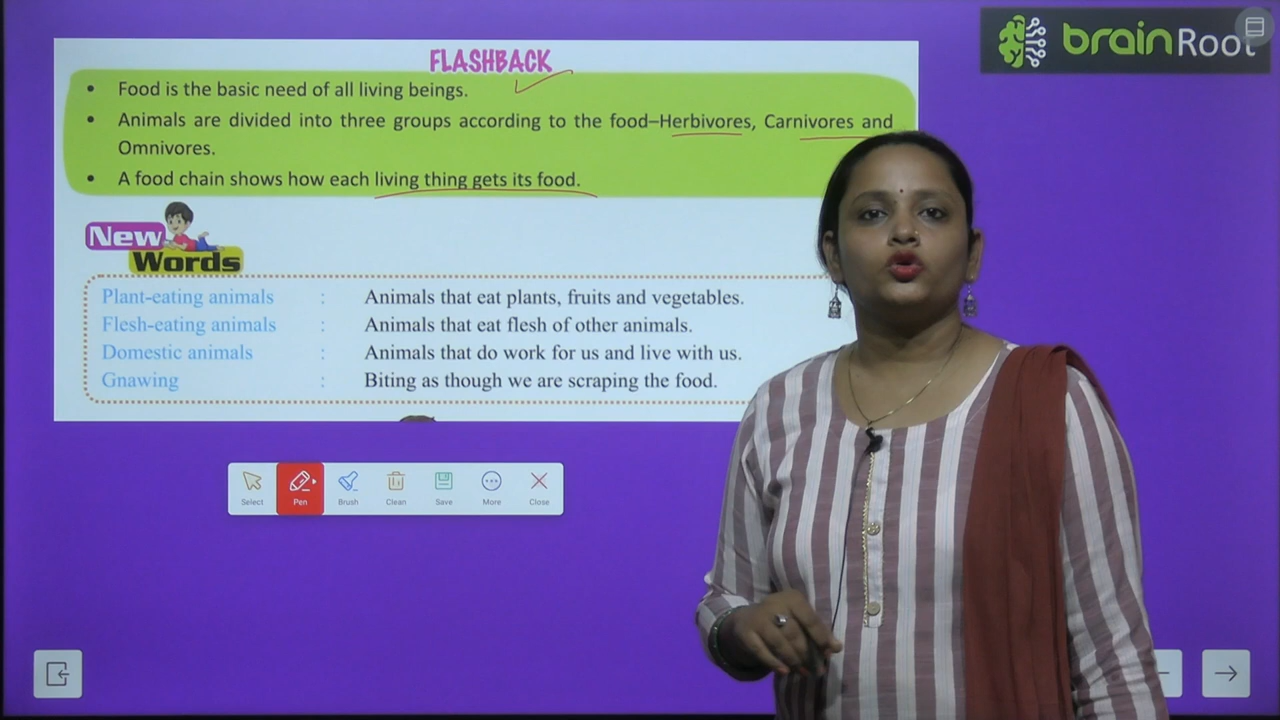 brainRoot
FLASHBACK
• Food is the basic need of all living beings.
• Animals are divided into three groups according to the food–Herbivores, Carnivores and
Omnivores.
• A food chain shows how each living thing gets its food.
New
Words
Plant-eating animals : Animals that eat plants, fruits and vegetables.
Flesh-eating animals : Animals that eat flesh of other animals.
Domestic animals : Animals that do work for us and live with us.
Gnawing : Biting as though we are scraping the food.
Select Pen Brush Clean Save More Close